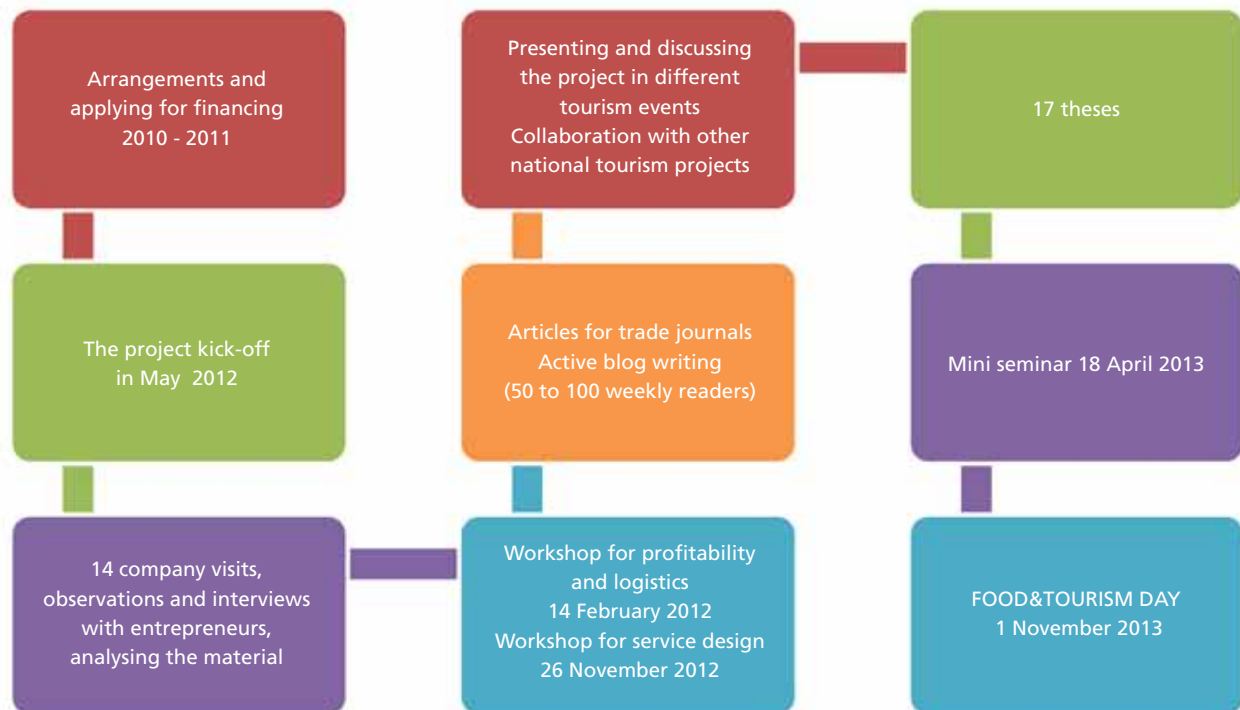 Arrangements and
applying for financing
2010 - 2011
The project kick-off
in May 2012
14 company visits,
observations and interviews
with entrepreneurs,
analysing the material
Workshop for profitability
and logistics
14 February 2012
Workshop for service design
26 November 2012
Articles for trade journals
Active blog writing
(50 to 100 weekly readers)
Presenting and discussing
the project in different
tourism events
Collaboration with other
national tourism projects
17 theses
Mini seminar 18 April 2013
FOOD&TOURISM DAY
1 November 2013